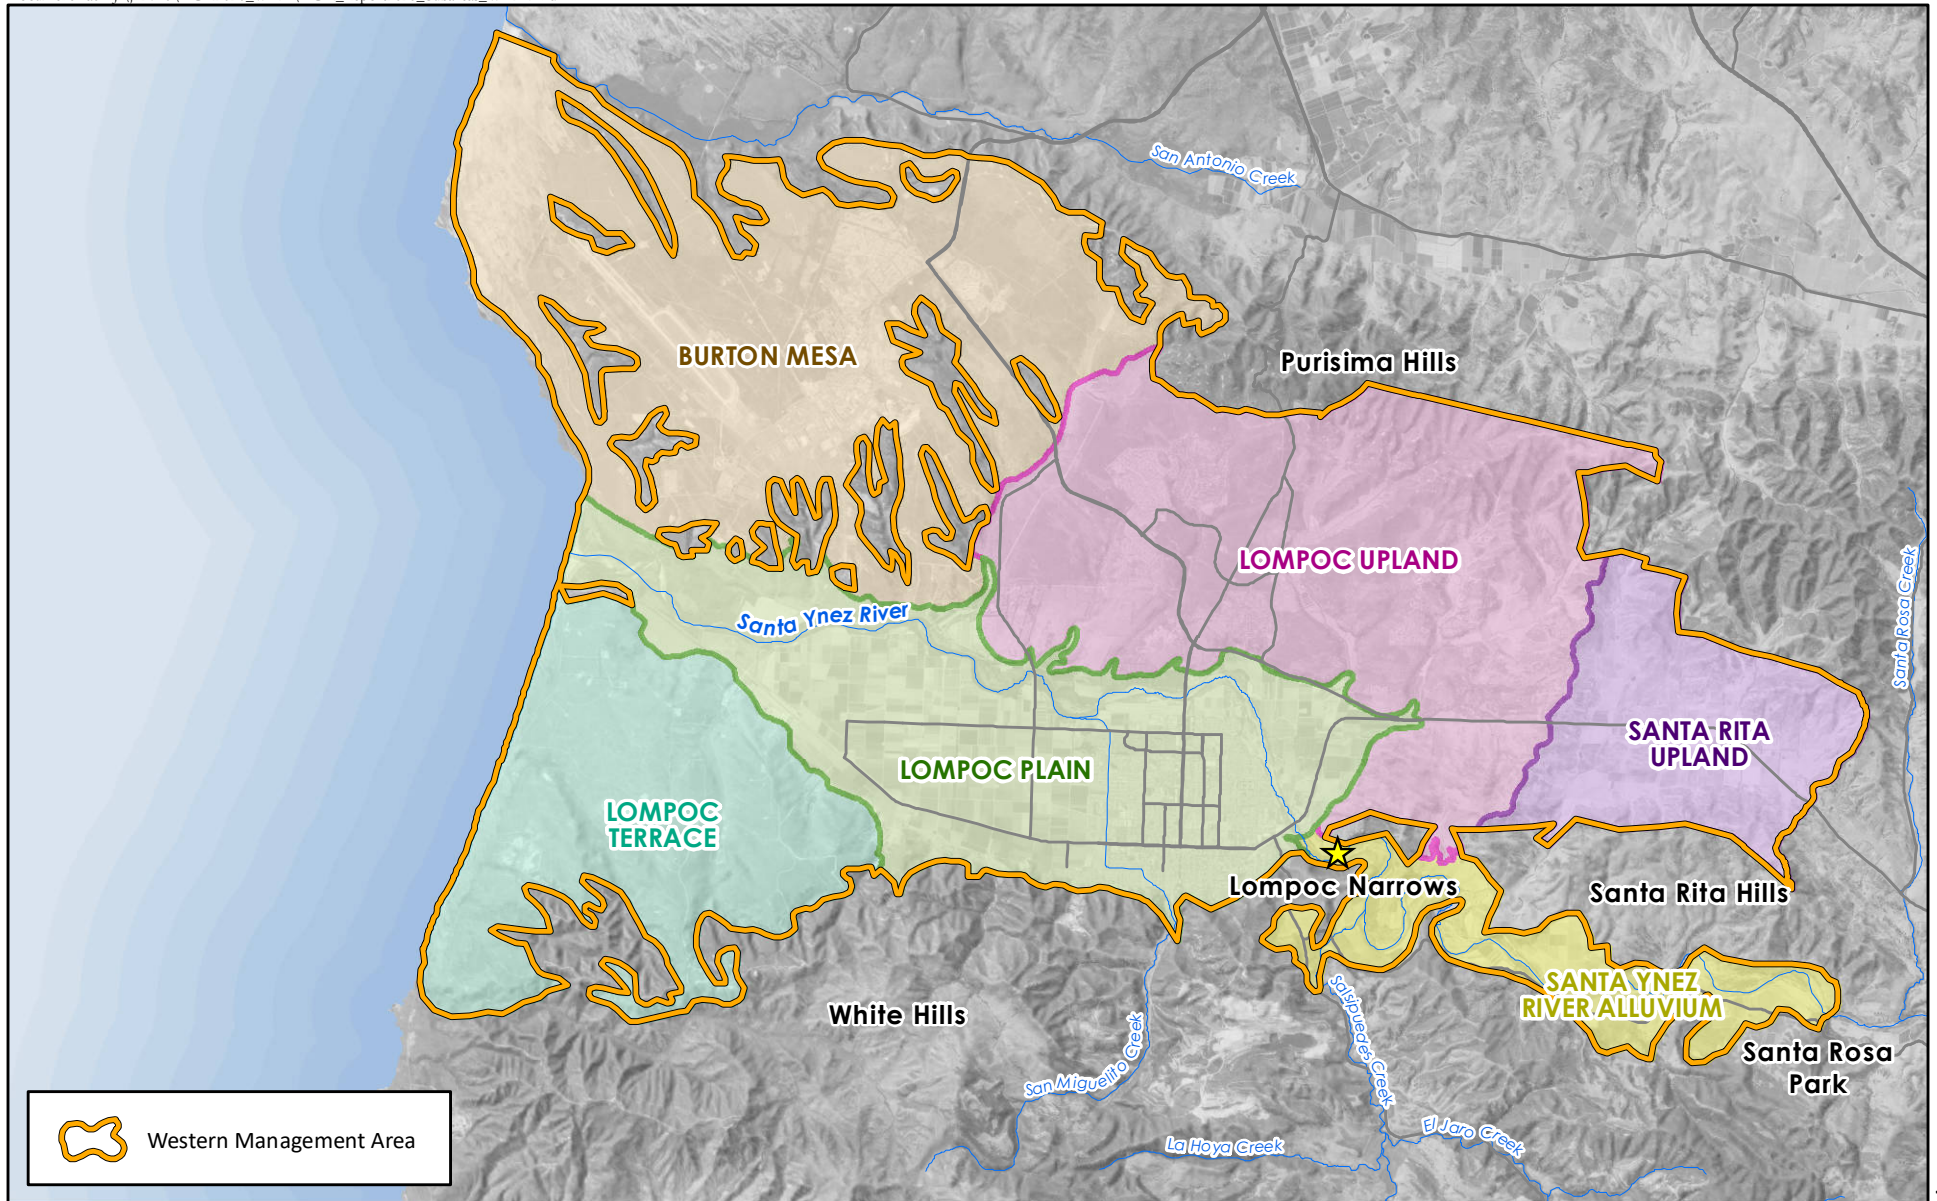 San Antonio Creek
BURTON MESA
Purisima Hills
LOMPOC UPLAND
Santa Rosa Creek
Santa Ynez River
SANTA RITA
UPLAND
LOMPOC PLAIN
LOMPOC
TERRACE
Lompoc Narrows
Santa Rita Hills
SANTA YNEZ
RIVER ALLUVIUM
White Hills
Salsipuedes Creek
San Miguelito Creek
Santa Rosa
Park
El Jaro Creek
La Hoya Creek
Western Management Area